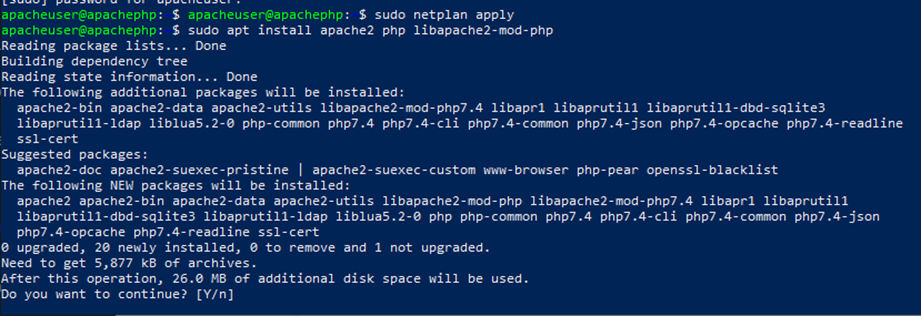 [sudo] password for apacheuser:
apacheuser@apachephp: $ apacheuser@apachephp: $ sudo netplan apply
apacheuser@apachephp: $ sudo apt install apache2 php libapache2-mod-php
Reading package lists... Done
Building dependency tree
Reading state information... Done
The following additional packages will be installed:
apache2-bin apache2-data apache2-utils libapache2-mod-php7.4 libapr1 libaprutil1 libaprutil1-dbd-sqlite3
libaprutil1-ldap liblua5.2-0 php-common php7.4 php7.4-cli php7.4-common php7.4-json php7.4-opcache php7.4-readline
ssl-cert
Suggested packages:
apache2-doc apache2-suexec-pristine | apache2-suexec-custom www-browser php-pear openssl-blacklist
The following NEW packages will be installed:
apache2 apache2-bin apache2-data apache2-utils libapache2-mod-php libapache2-mod-php7.4 libapr1 libaprutil1
libaprutil1-dbd-sqlite3 libaprutil1-ldap liblua5.2-0 php php-common php7.4 php7.4-cli php7.4-common php7.4-json
php7.4-opcache php7.4-readline ssl-cert
0 upgraded, 20 newly installed, 0 to remove and 1 not upgraded.
Need to get 5,877 kB of archives.
After this operation, 26.0 MB of additional disk space will be used.
Do you want to continue? [Y/n]